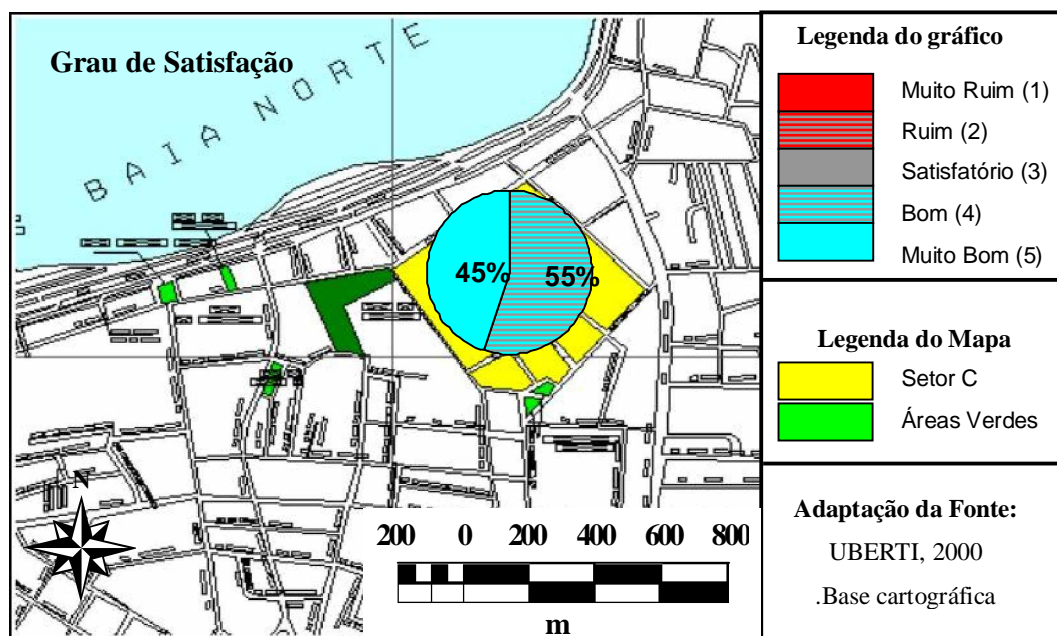 Grau de Satisfação
BAIA NORTE
45%
55%
N
200 0 200 400 600 800
m
Legenda do gráfico
Muito Ruim (1)
Ruim (2)
Satisfatório (3)
Bom (4)
Muito Bom (5)
Legenda do Mapa
Setor C
Áreas Verdes
Adaptação da Fonte:
UBERTI, 2000
.Base cartográfica